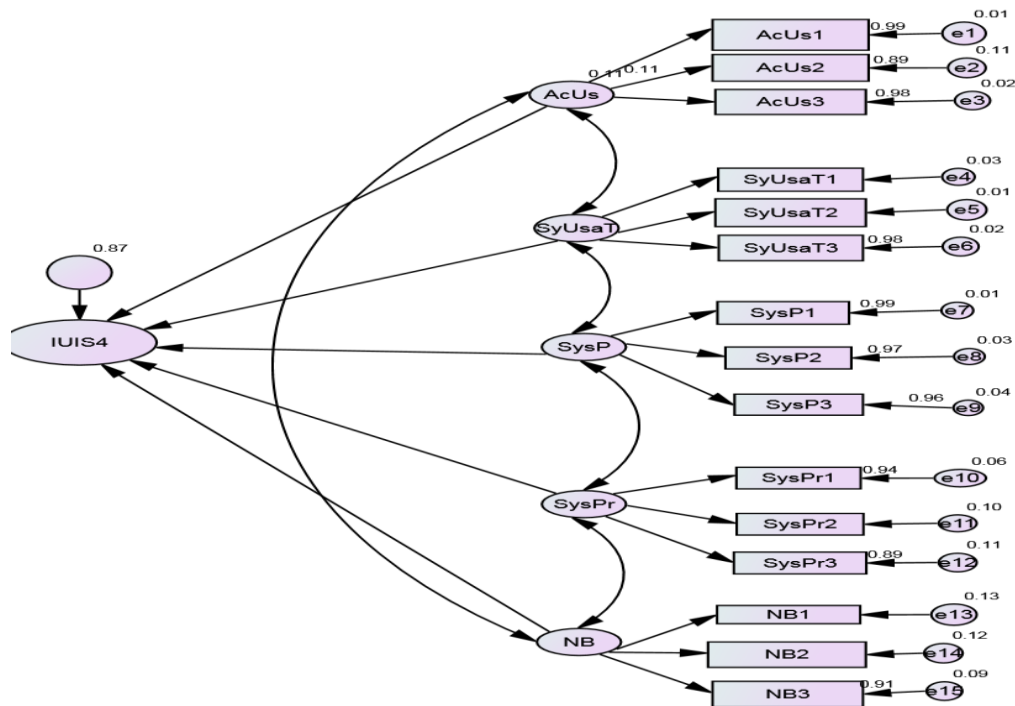 0.01
0.99
AcUs1
e1
0.11
0.89
AcUs2
e2
0.11
0.11
AcUs
0.02
0.98
AcUs3
e3
0.03
SyUsaT1
e4
0.01
SyUsaT2
e5
SyUsaT
0.02
0.98
SyUsaT3
e6
0.87
0.01
0.99
SysP1
e7
IUIS4
SysP
0.03
0.97
SysP2
e8
0.04
0.96
SysP3
e9
0.06
0.94
SysPr1
e10
SysPr
0.10
SysPr2
e11
0.11
0.89
SysPr3
e12
0.13
NB1
e13
NB
0.12
NB2
e14
0.09
0.91
NB3
e15